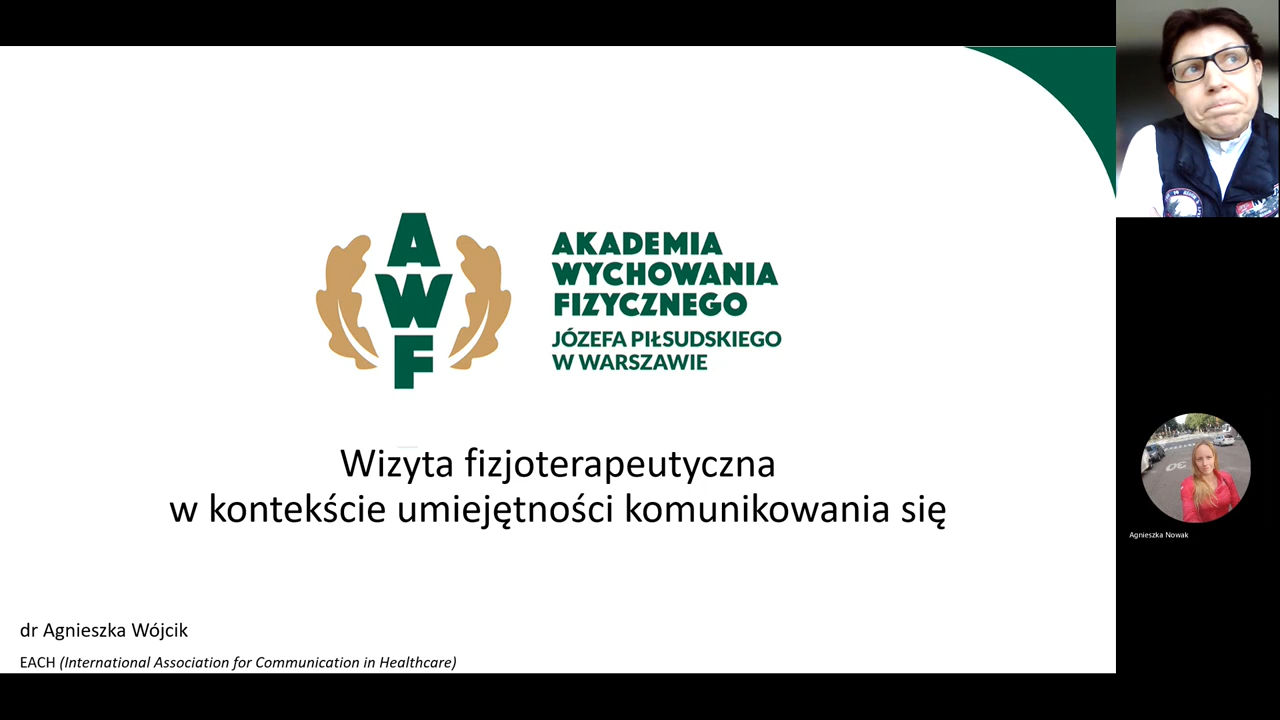 AWF
AKADEMIA
WYCHOWANIA
FIZYCZNEGO
JÓZEFA PIŁSUDSKIEGO
W WARSZAWIE
Wizyta fizjoterapeutyczna
w kontekście umiejętności komunikowania się
dr Agnieszka Wójcik
EACH (International Association for Communication in Healthcare)
Agnieszka Nowak